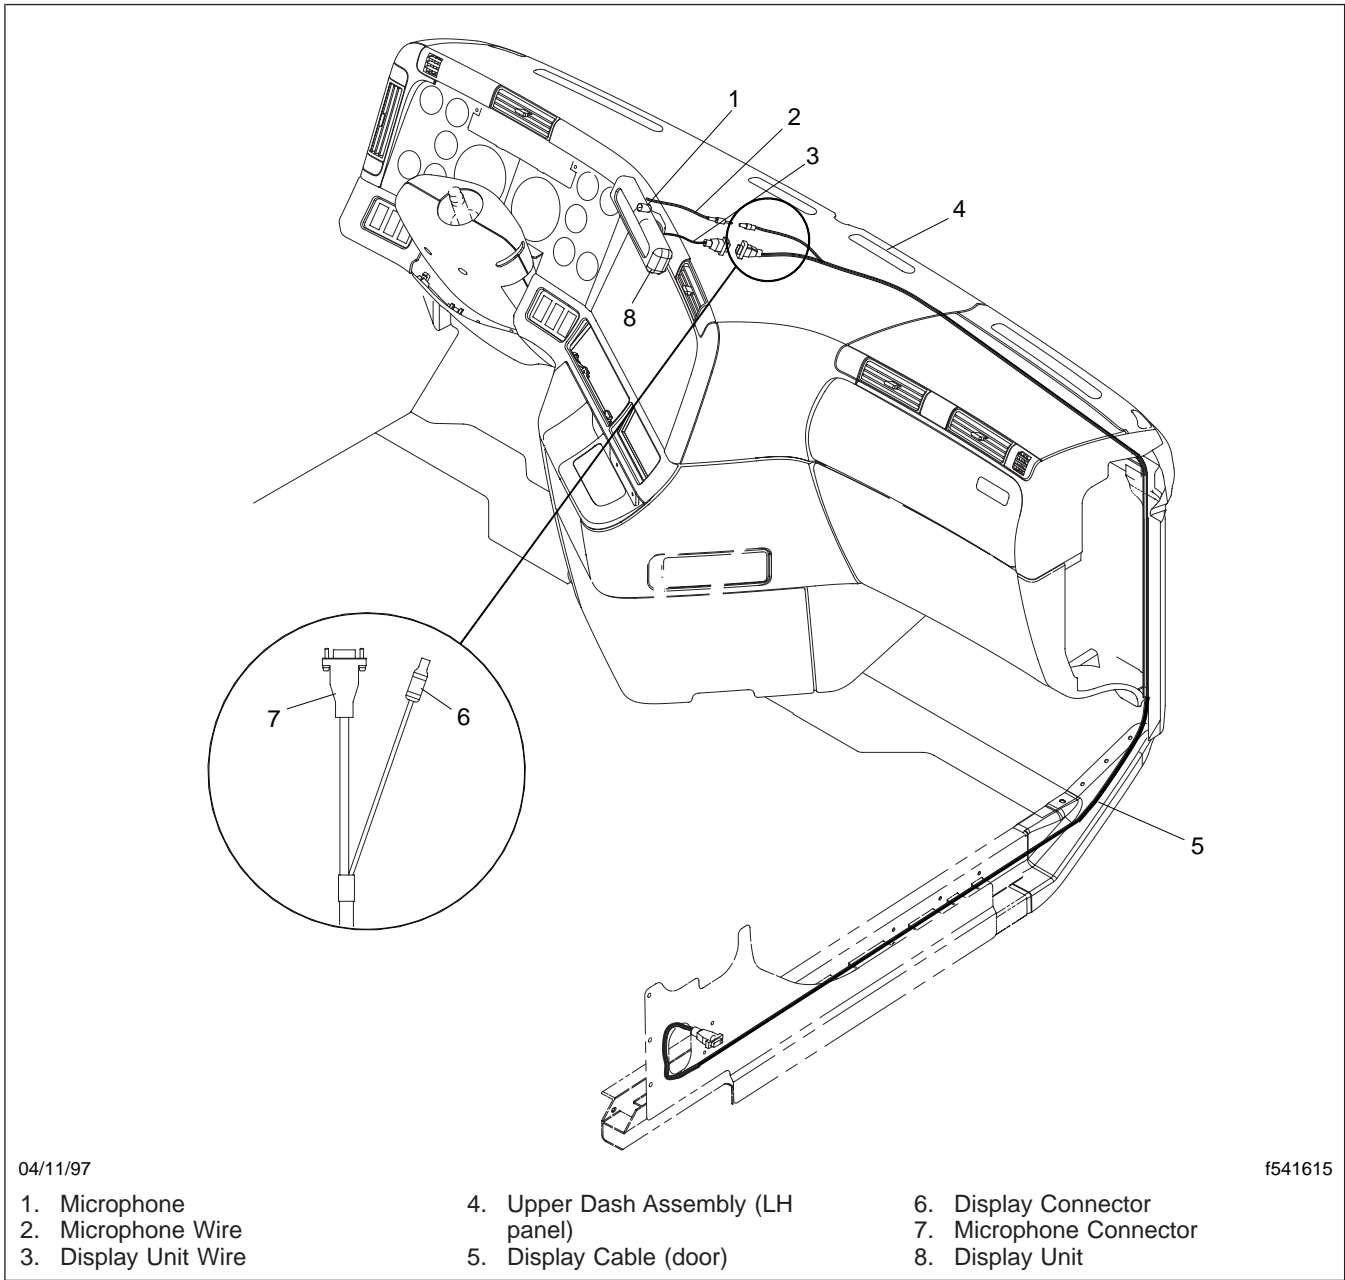 1
2
3
4
8
7
6
5
04/11/97
f541615
1. Microphone
2. Microphone Wire
3. Display Unit Wire
4. Upper Dash Assembly (LH
panel)
5. Display Cable (door)
6. Display Connector
7. Microphone Connector
8. Display Unit